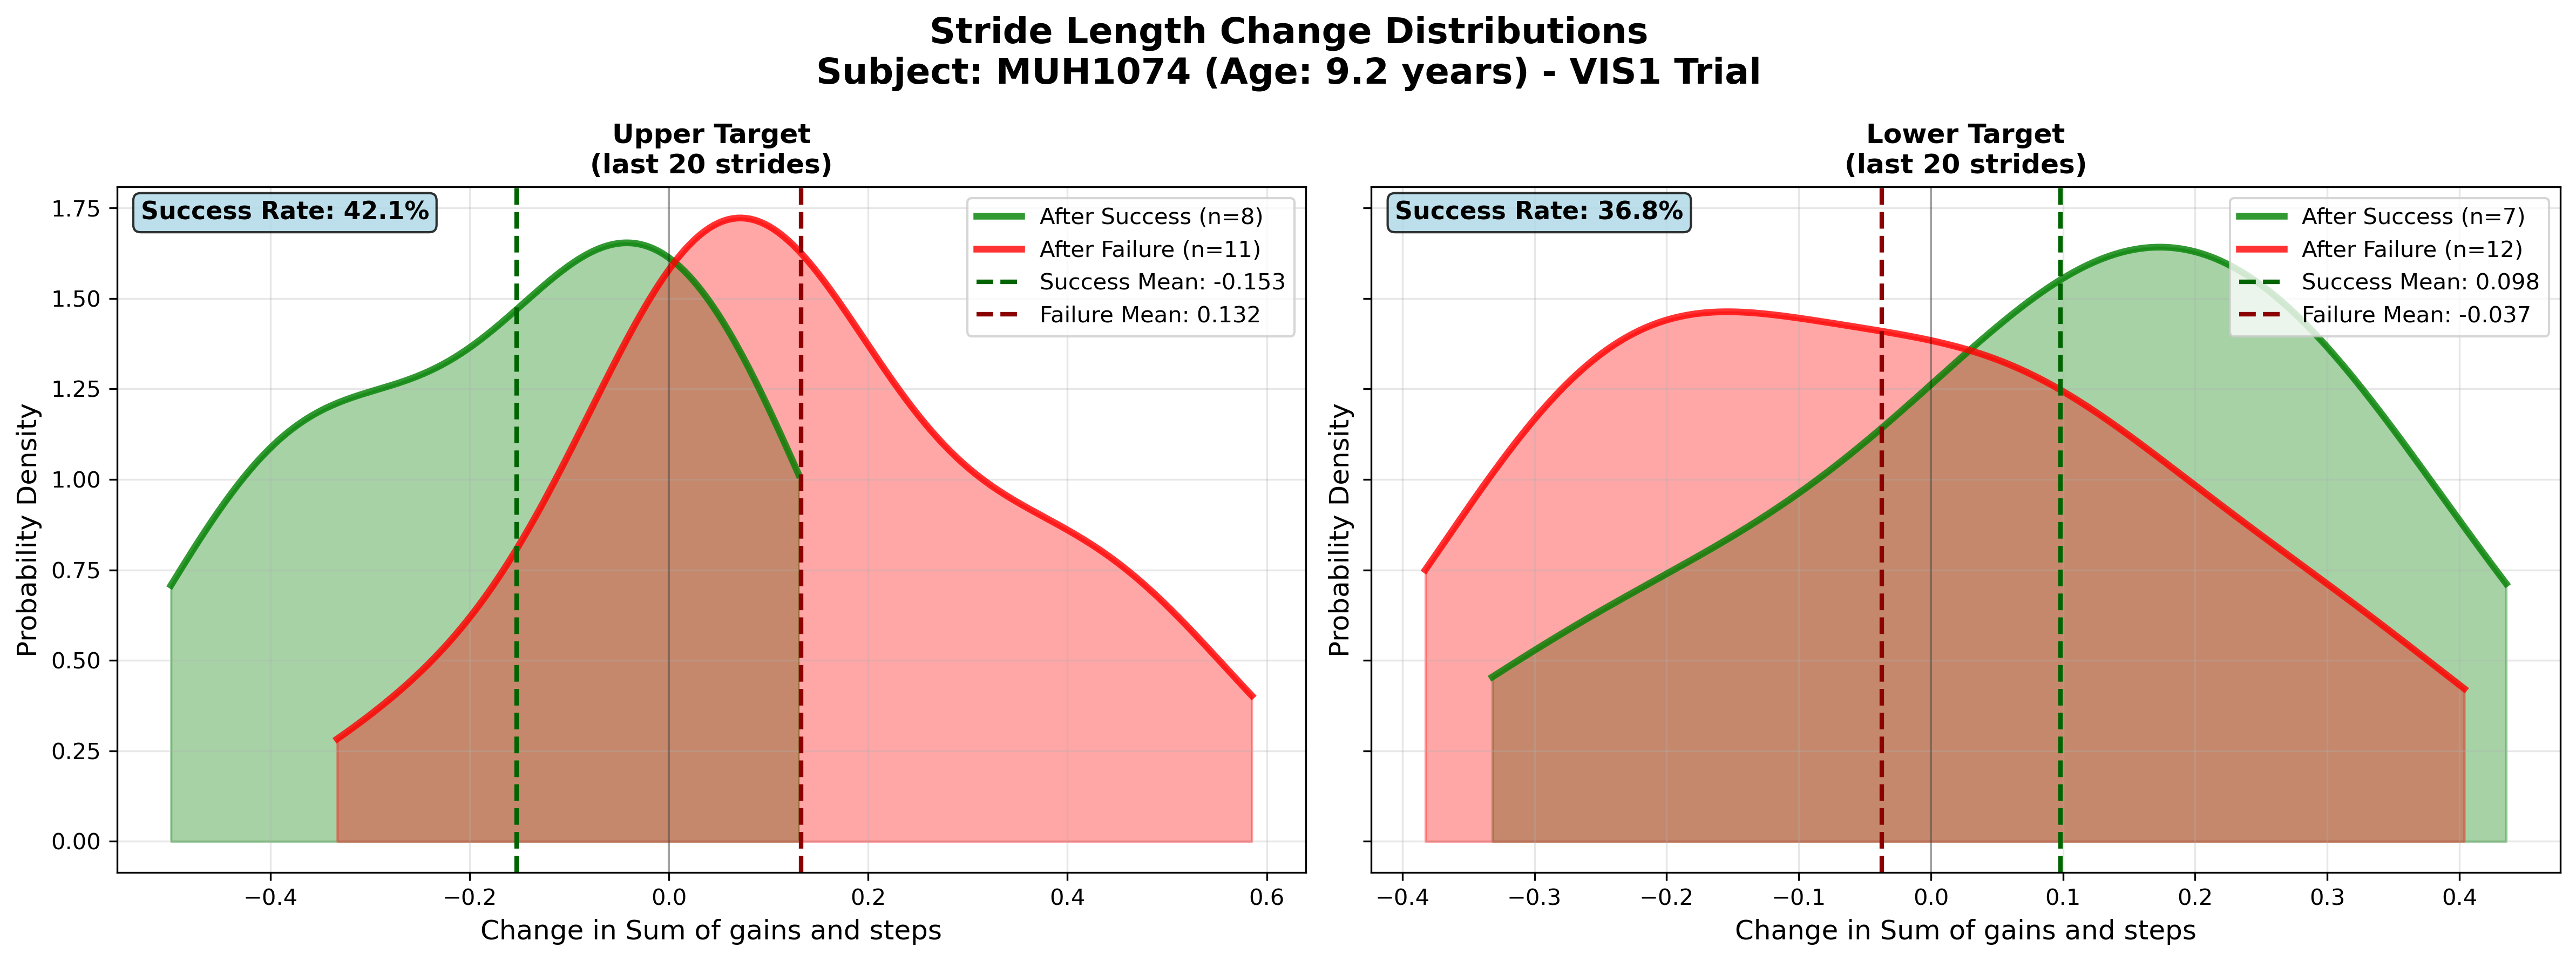 Stride Length Change Distributions
Subject: MUH1074 (Age: 9.2 years) - VIS1 Trial
Upper Target
(last 20 strides)
Success Rate: 42.1%
After Success (n=8)
After Failure (n=11)
Success Mean: -0.153
Failure Mean: 0.132
1.75
1.50
1.25
1.00
0.75
0.50
0.25
0.00
Probability Density
−0.4 −0.2 0.0 0.2 0.4 0.6
Change in Sum of gains and steps
Lower Target
(last 20 strides)
Success Rate: 36.8%
After Success (n=7)
After Failure (n=12)
Success Mean: 0.098
Failure Mean: -0.037
Probability Density
−0.4 −0.3 −0.2 −0.1 0.0 0.1 0.2 0.3 0.4
Change in Sum of gains and steps